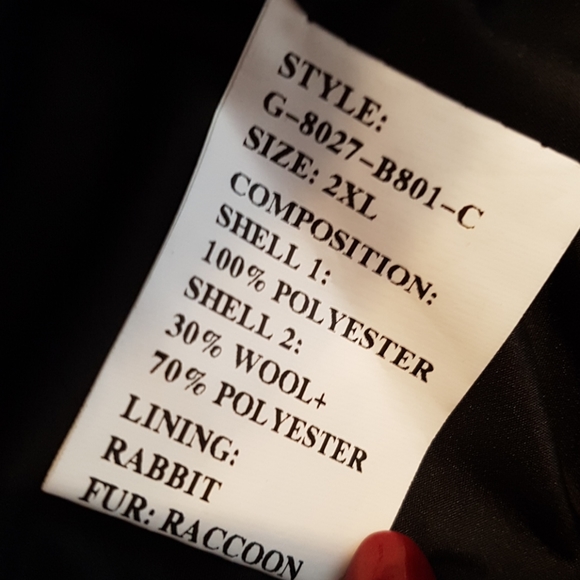 STYLE:
G-8027-B801-C
SIZE: 2XL
COMPOSITION:
SHELL 1:
100% POLYESTER
SHELL 2:
30% WOOL+
70% POLYESTER
LINING:
RABBIT
FUR: RACCOON